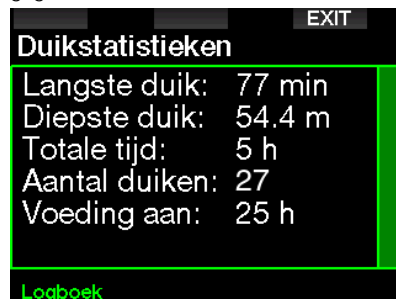 EXIT
Duikstatistieken
Langste duik: 77 min
Diepste duik: 54.4 m
Totale tijd: 5 h
Aantal duiken: 27
Voeding aan: 25 h
Logboek